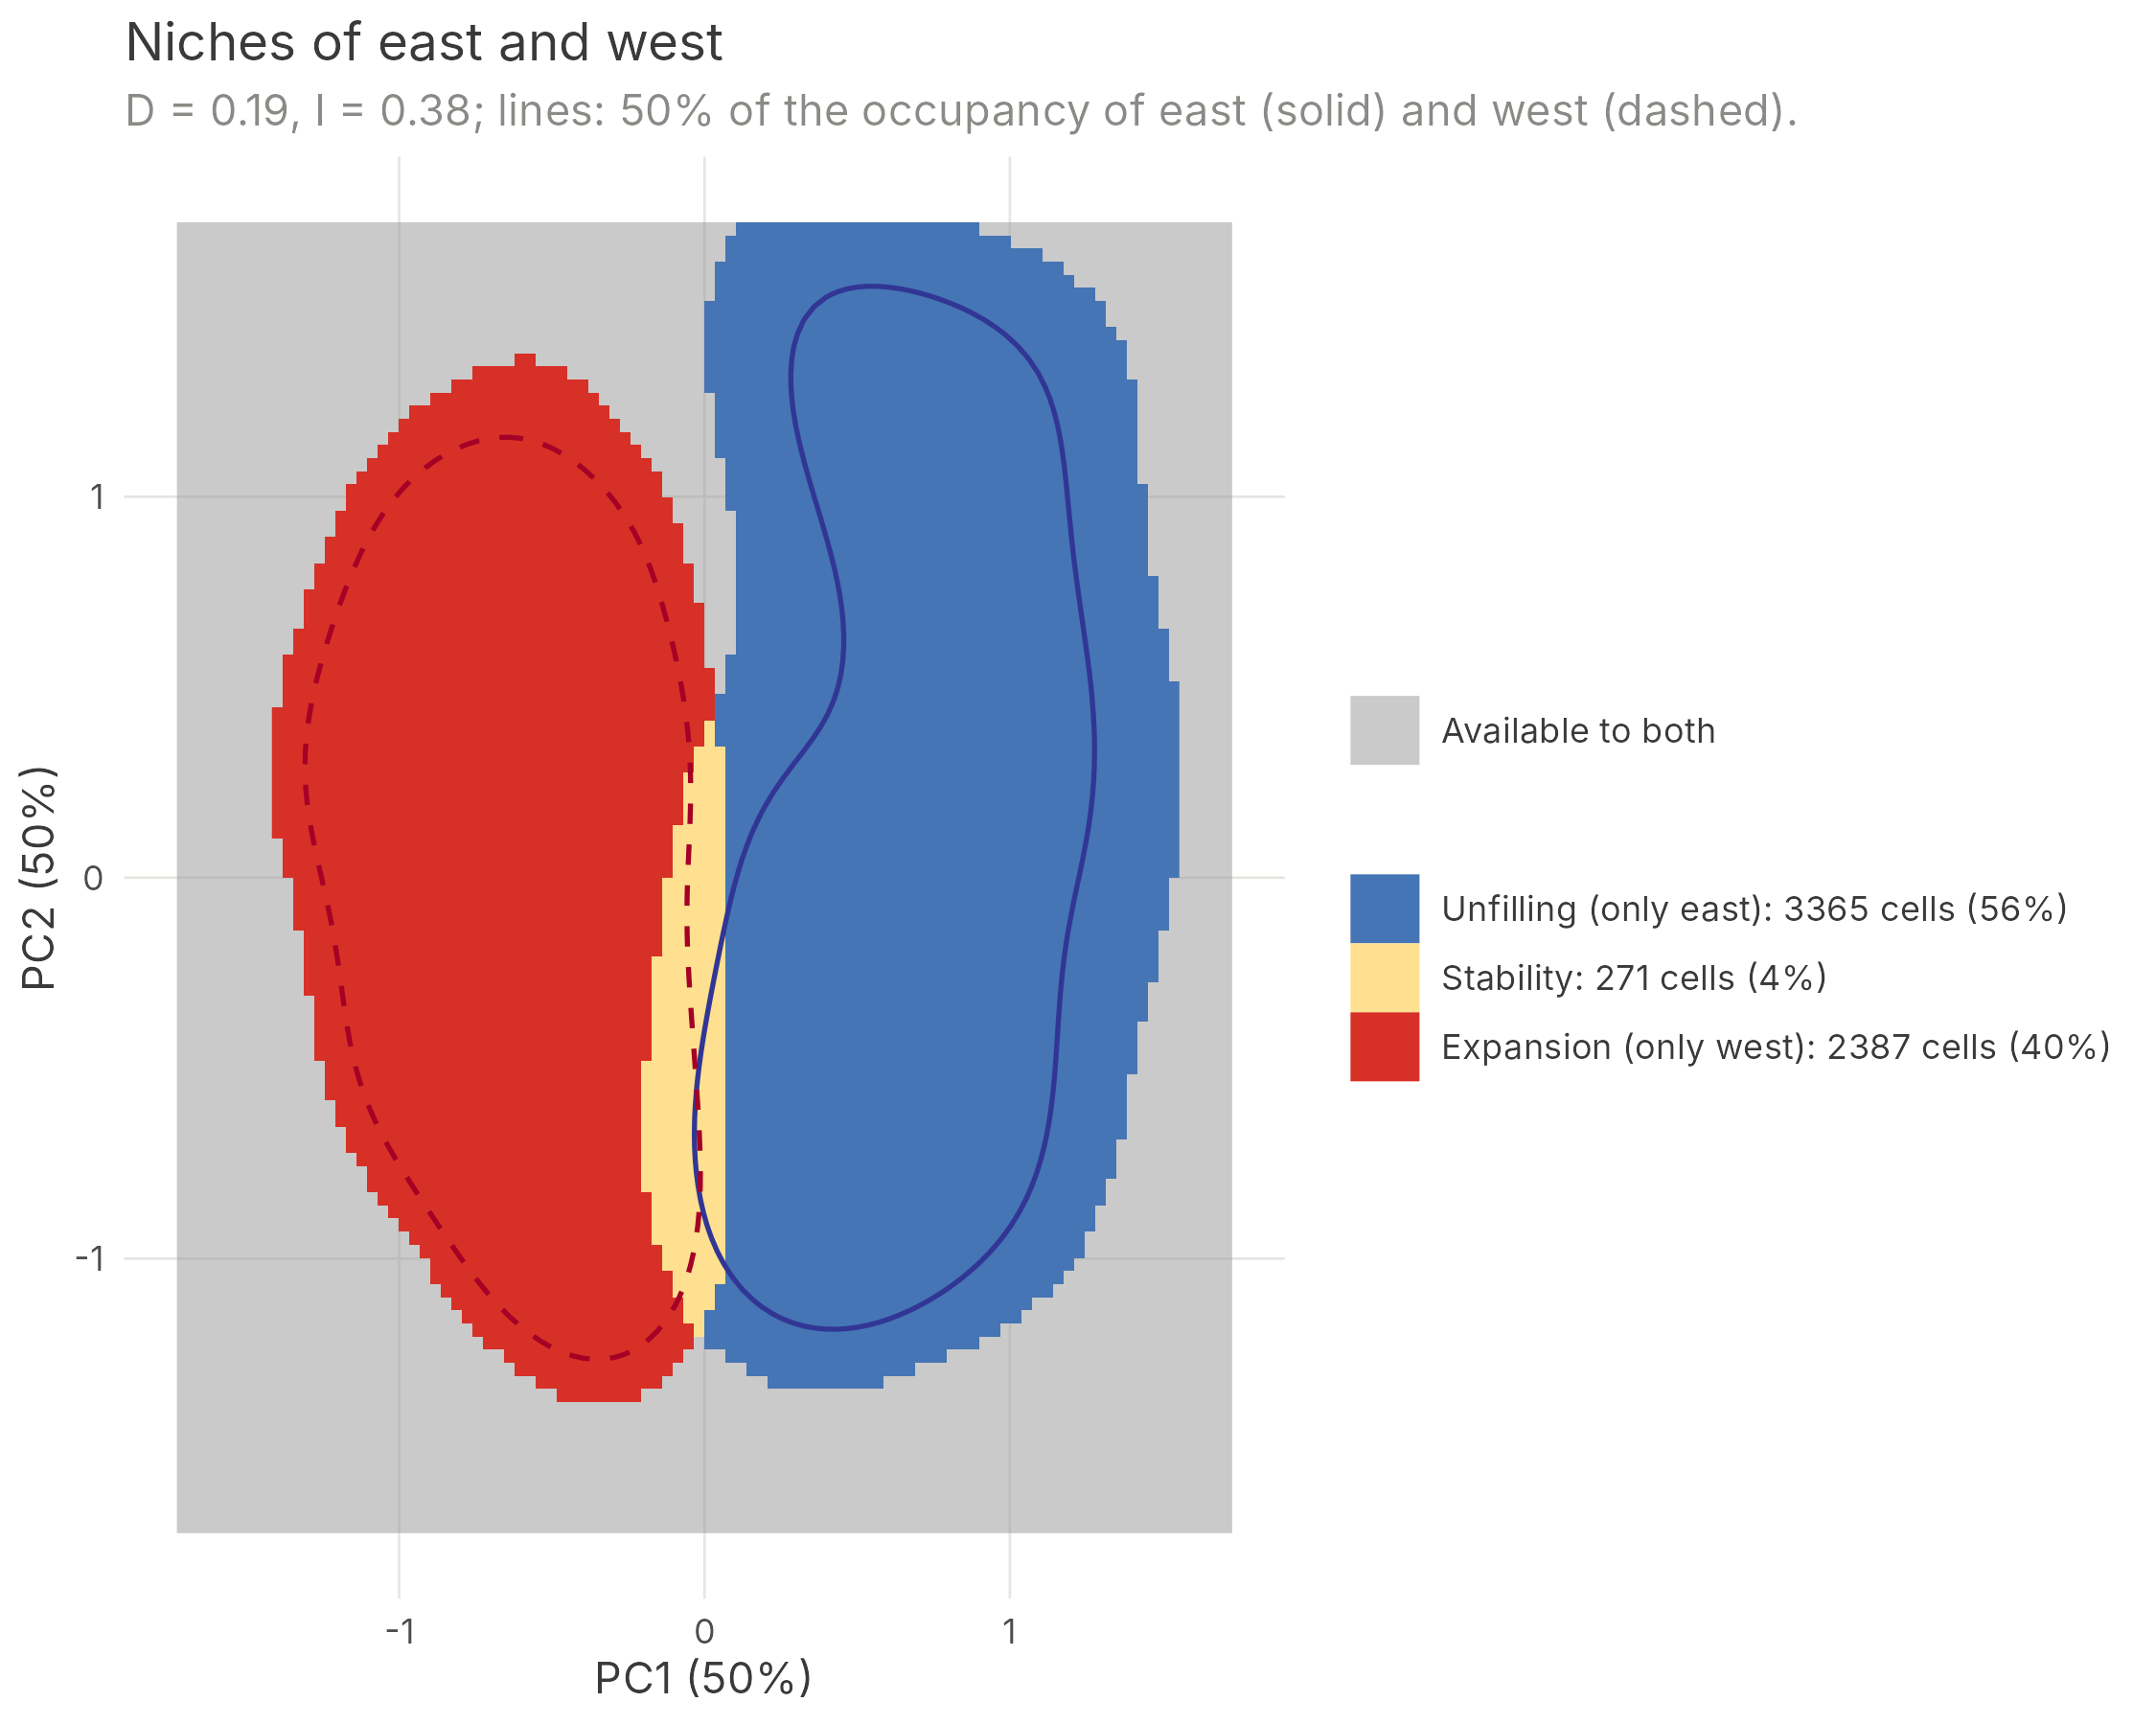 Niches of east and west
D = 0.19, I = 0.38; lines: 50% of the occupancy of east (solid) and west (dashed).
PC2 (50%)
1
0
-1
-1
0
1
PC1 (50%)
Available to both
Unfilling (only east): 3365 cells (56%)
Stability: 271 cells (4%)
Expansion (only west): 2387 cells (40%)